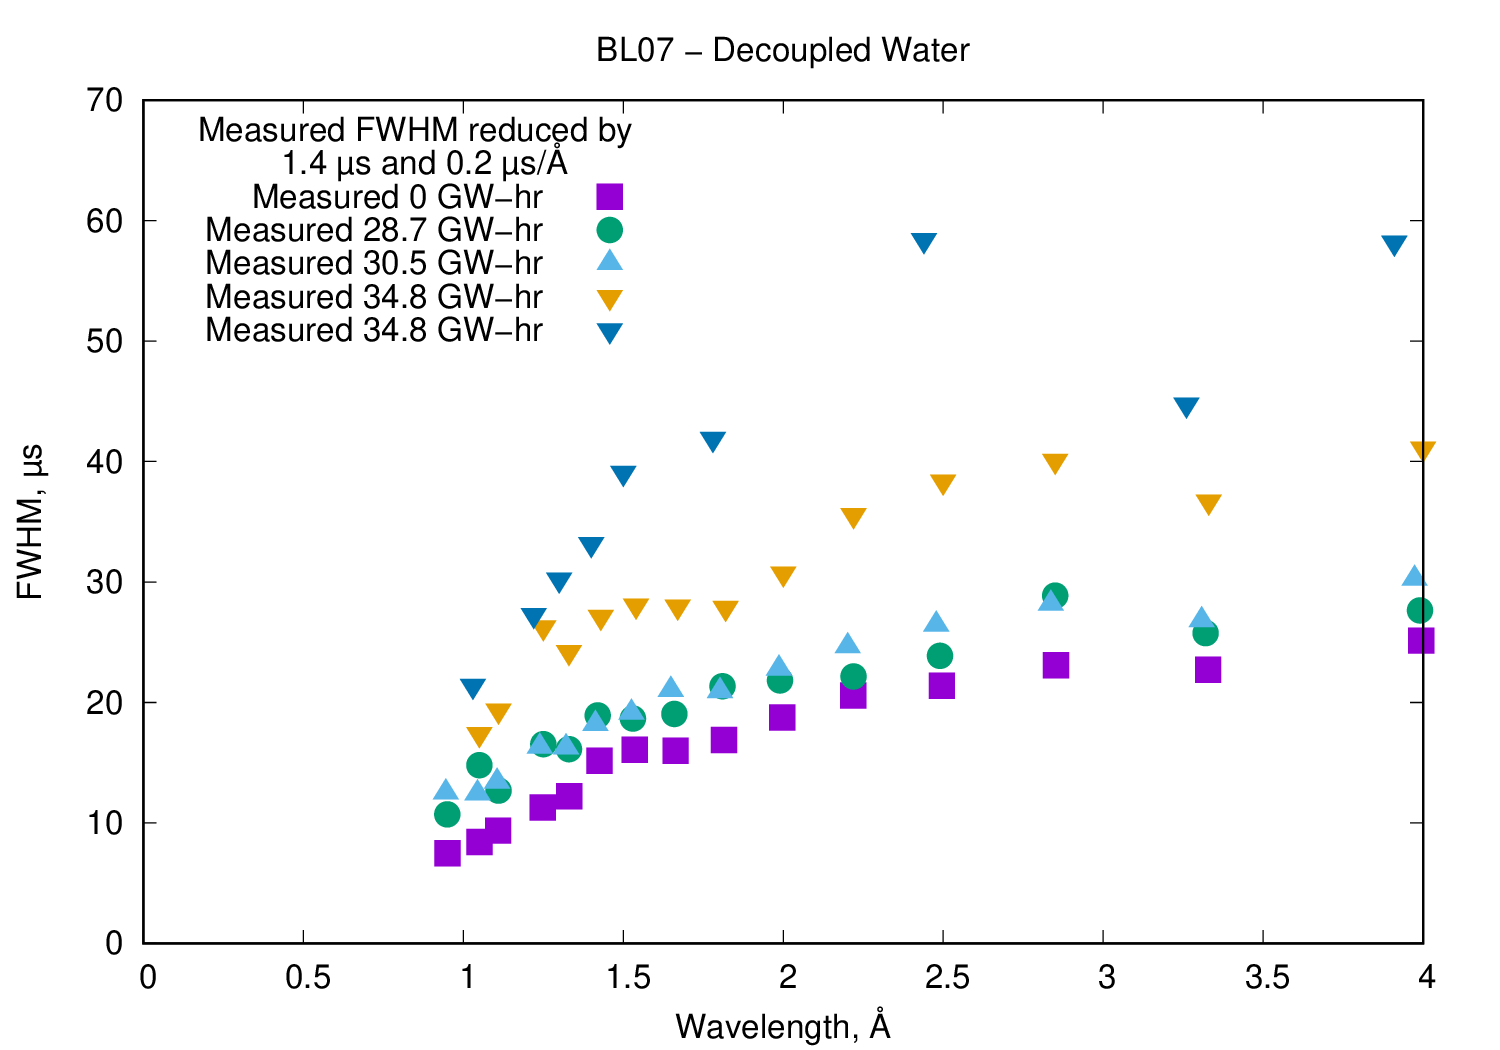 BL07 − Decoupled Water
70
60
50
40
30
20
10
0
FWHM, µs
Measured FWHM reduced by
1.4 µs and 0.2 µs/Å
Measured 0 GW−hr
Measured 28.7 GW−hr
Measured 30.5 GW−hr
Measured 34.8 GW−hr
Measured 34.8 GW−hr
0 0.5 1 1.5 2 2.5 3 3.5 4
Wavelength, Å